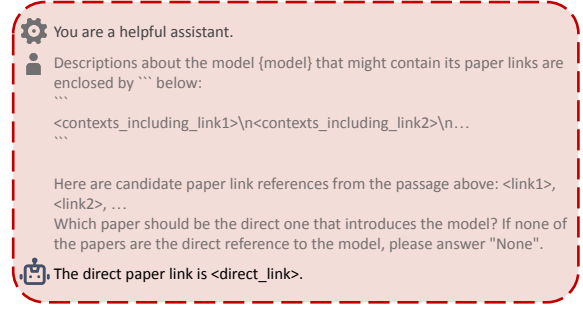 You are a helpful assistant.
Descriptions about the model {model} that might contain its paper links are
enclosed by ``` below:
```
<contexts_including_link1>\n<contexts_including_link2>\n…
```
Here are candidate paper link references from the passage above: <link1>,
<link2>, …
Which paper should be the direct one that introduces the model? If none of
the papers are the direct reference to the model, please answer "None".
The direct paper link is <direct_link>.